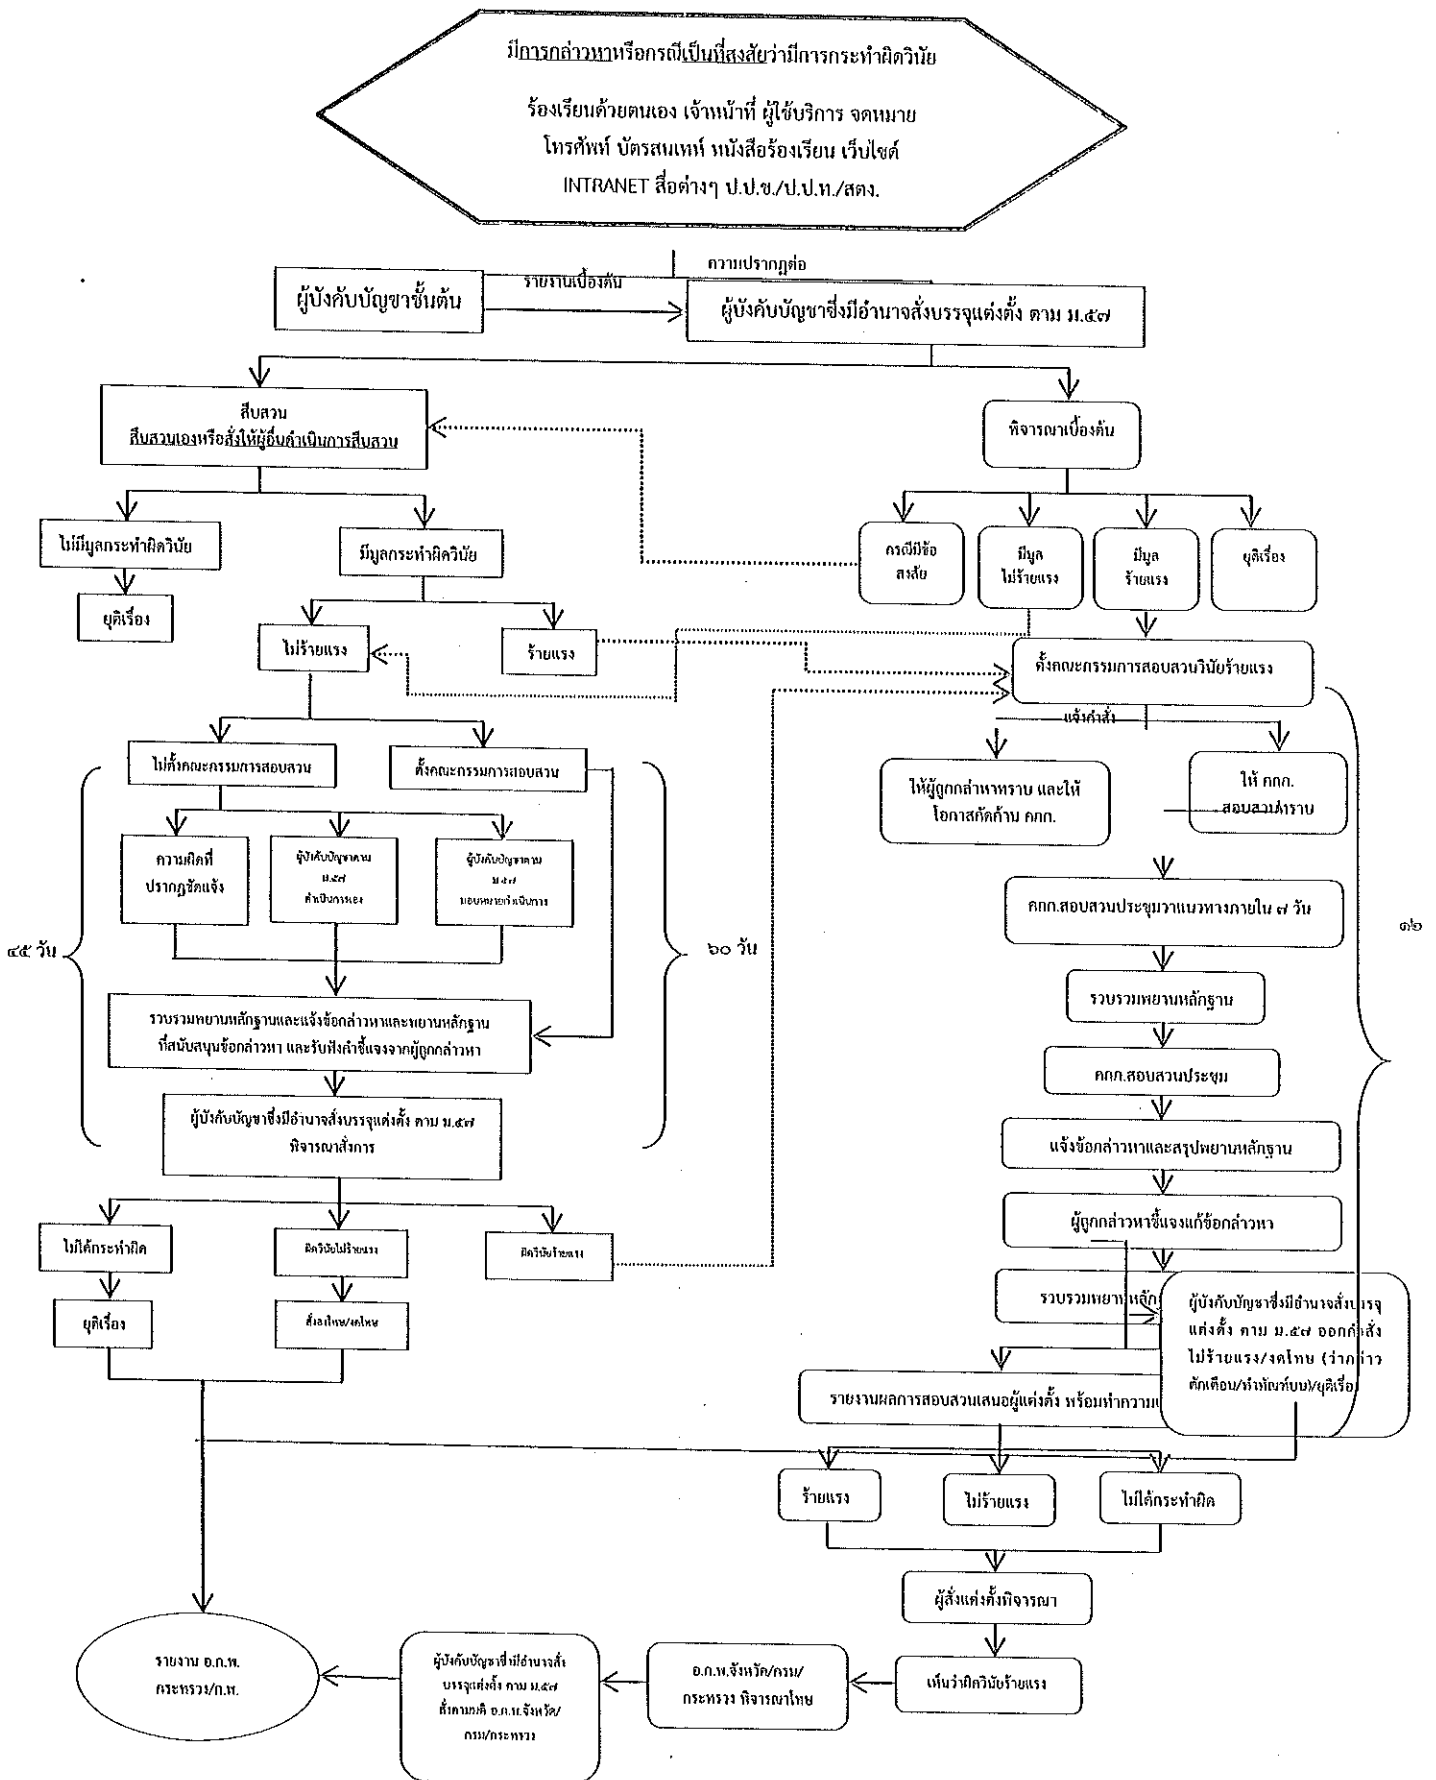 มีการกล่าวหาหรือกรณีเป็นที่สงสัยว่ามีการกระทำผิดวินัย
ร้องเรียนด้วยตนเอง เจ้าหน้าที่ ผู้ใช้บริการ จดหมาย
โทรศัพท์ บัตรสนเท่ห์ หนังสือร้องเรียน เว็บไซต์
INTRANET สื่อต่างๆ ป.ป.ช./ป.ป.ท./สตง.
ความปรากฏต่อ
รายงานเบื้องต้น
ผู้บังคับบัญชาชั้นต้น
ผู้บังคับบัญชาซึ่งมีอำนาจสั่งบรรจุแต่งตั้ง ตาม ม.๕๗
สืบสวน
สืบสวนเองหรือสั่งให้ผู้อื่นดำเนินการสืบสวน
พิจารณาเบื้องต้น
ไม่มีมูลกระทำผิดวินัย
มีมูลกระทำผิดวินัย
กรณีมีข้อ
สงสัย
มีมูล
ไม่ร้ายแรง
มีมูล
ร้ายแรง
ยุติเรื่อง
ยุติเรื่อง
ไม่ร้ายแรง
ร้ายแรง
ตั้งคณะกรรมการสอบสวนวินัยร้ายแรง
แจ้งคำสั่ง
ไม่ตั้งคณะกรรมการสอบสวน
ตั้งคณะกรรมการสอบสวน
ให้ผู้ถูกกล่าหาทราบ และให้
โอกาสคัดค้าน คกก.
ให้ คกก.
สอบสวนทราบ
ความผิดที่
ปรากฏชัดแจ้ง
ผู้บังคับบัญชาตาม
ม.๕๗
ดำเนินการเอง
ผู้บังคับบัญชาตาม
ม.๕๗
มอบหมายดำเนินการ
คกก.สอบสวนประชุมวาแนวทางภายใน ๗ วัน
๔๕ วัน
๖๐ วัน
๑๒
รวบรวมพยานหลักฐาน
รวบรวมพยานหลักฐานและแจ้งข้อกล่าวหาและพยานหลักฐาน
ที่สนับสนุนข้อกล่าวหา และรับฟังคำชี้แจงจากผู้ถูกกล่าวหา
คกก.สอบสวนประชุม
ผู้บังคับบัญชาซึ่งมีอำนาจสั่งบรรจุแต่งตั้ง ตาม ม.๕๗
พิจารณาสั่งการ
แจ้งข้อกล่าวหาและสรุปพยานหลักฐาน
ผู้ถูกกล่าวหาชี้แจงแก้ข้อกล่าวหา
ไม่ได้กระทำผิด
ผิดวินัยไม่ร้ายแรง
ผิดวินัยร้ายแรง
รวบรวมพยานหลัก
ผู้บังคับบัญชาซึ่งมีอำนาจสั่งบรรจุ
แต่งตั้ง ตาม ม.๕๗ ออกคำสั่ง
ไม่ร้ายแรง/งดโทษ (ว่ากล่าว
ตักเตือน/ทำทัณฑ์บน)/ยุติเรื่อง
ยุติเรื่อง
สั่งลงโทษ/งดโทษ
รายงานผลการสอบสวนเสนอผู้แต่งตั้ง พร้อมทำความ
ร้ายแรง
ไม่ร้ายแรง
ไม่ได้กระทำผิด
ผู้สั่งแต่งตั้งพิจารณา
เห็นว่าผิดวินัยร้ายแรง
อ.ก.พ.จังหวัด/กรม/
กระทรวง พิจารณาโทษ
ผู้บังคับบัญชาซึ่งมีอำนาจสั่ง
บรรจุแต่งตั้ง ตาม ม.๕๗
สั่งตามมติ อ.ก.พ.จังหวัด/
กรม/กระทรวง
รายงาน อ.ก.พ.
กระทรวง/ก.พ.